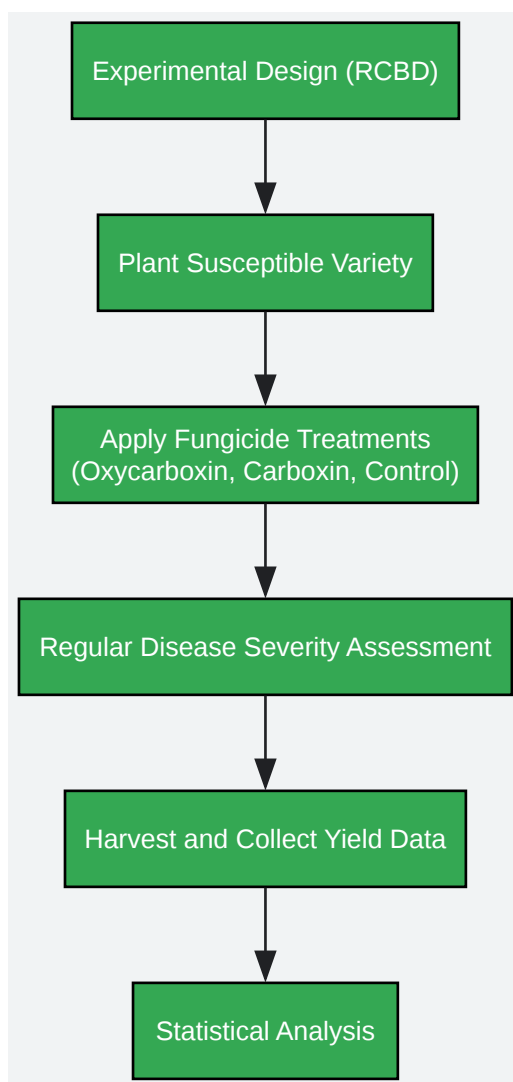 Experimental Design (RCBD)
Plant Susceptible Variety
Apply Fungicide Treatments
(Oxycarboxin, Carboxin, Control)
Regular Disease Severity Assessment
Harvest and Collect Yield Data
Statistical Analysis